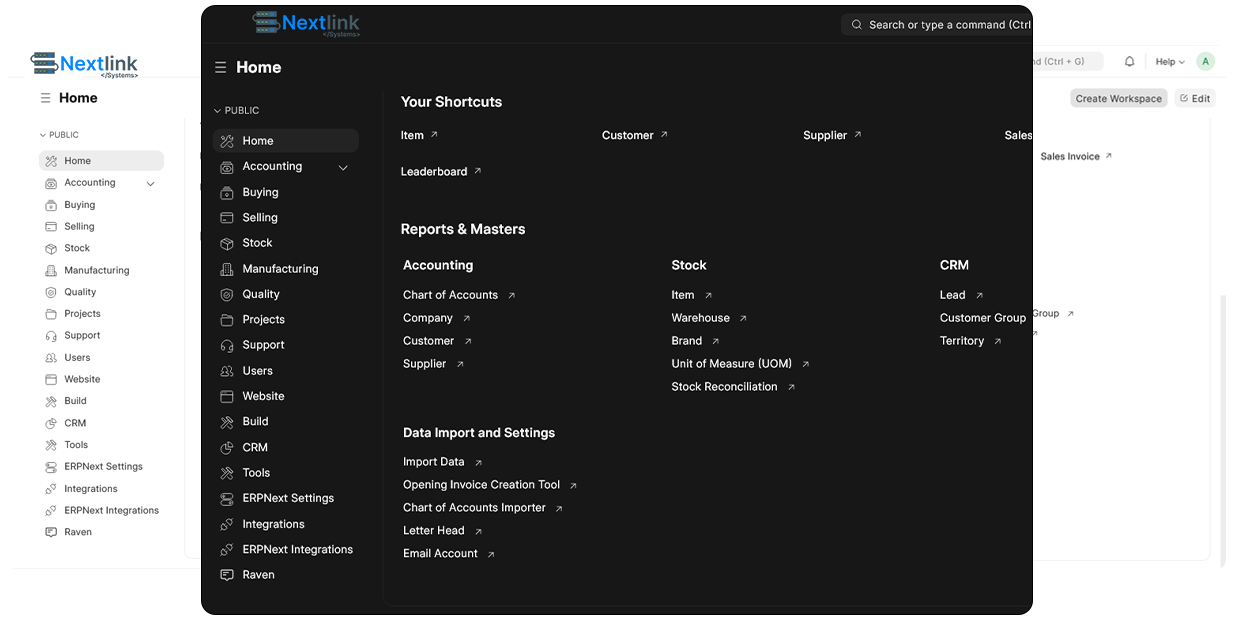 Nextlink
</Systems>
Search or type a command (Ctrl
Home
PUBLIC
Home
Accounting
Buying
Selling
Stock
Manufacturing
Quality
Projects
Support
Users
Website
Build
CRM
Tools
ERPNext Settings
Integrations
ERPNext Integrations
Raven
Your Shortcuts
Item
Customer
Supplier
Sales
Leaderboard
Reports & Masters
Accounting
Chart of Accounts
Company
Customer
Supplier
Stock
Item
Warehouse
Brand
Unit of Measure (UOM)
Stock Reconciliation
CRM
Lead
Customer Group
Territory
Data Import and Settings
Import Data
Opening Invoice Creation Tool
Chart of Accounts Importer
Letter Head
Email Account
Nextlink
</Systems>
Home
PUBLIC
Home
Accounting
Buying
Selling
Stock
Manufacturing
Quality
Projects
Support
Users
Website
Build
CRM
Tools
ERPNext Settings
Integrations
ERPNext Integrations
Raven
nd (Ctrl + G)
Help
A
Create Workspace
Edit
Sales Invoice
Group